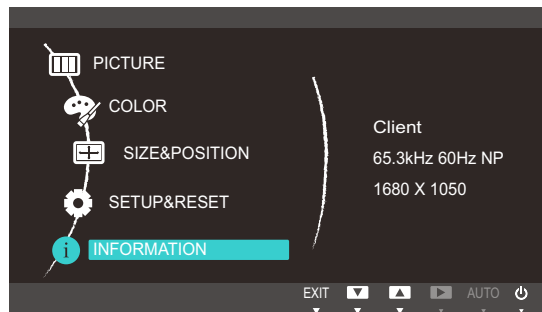 PICTURE
COLOR
SIZE&POSITION
SETUP&RESET
INFORMATION
Client
65.3kHz 60Hz NP
1680 X 1050
EXIT AUTO